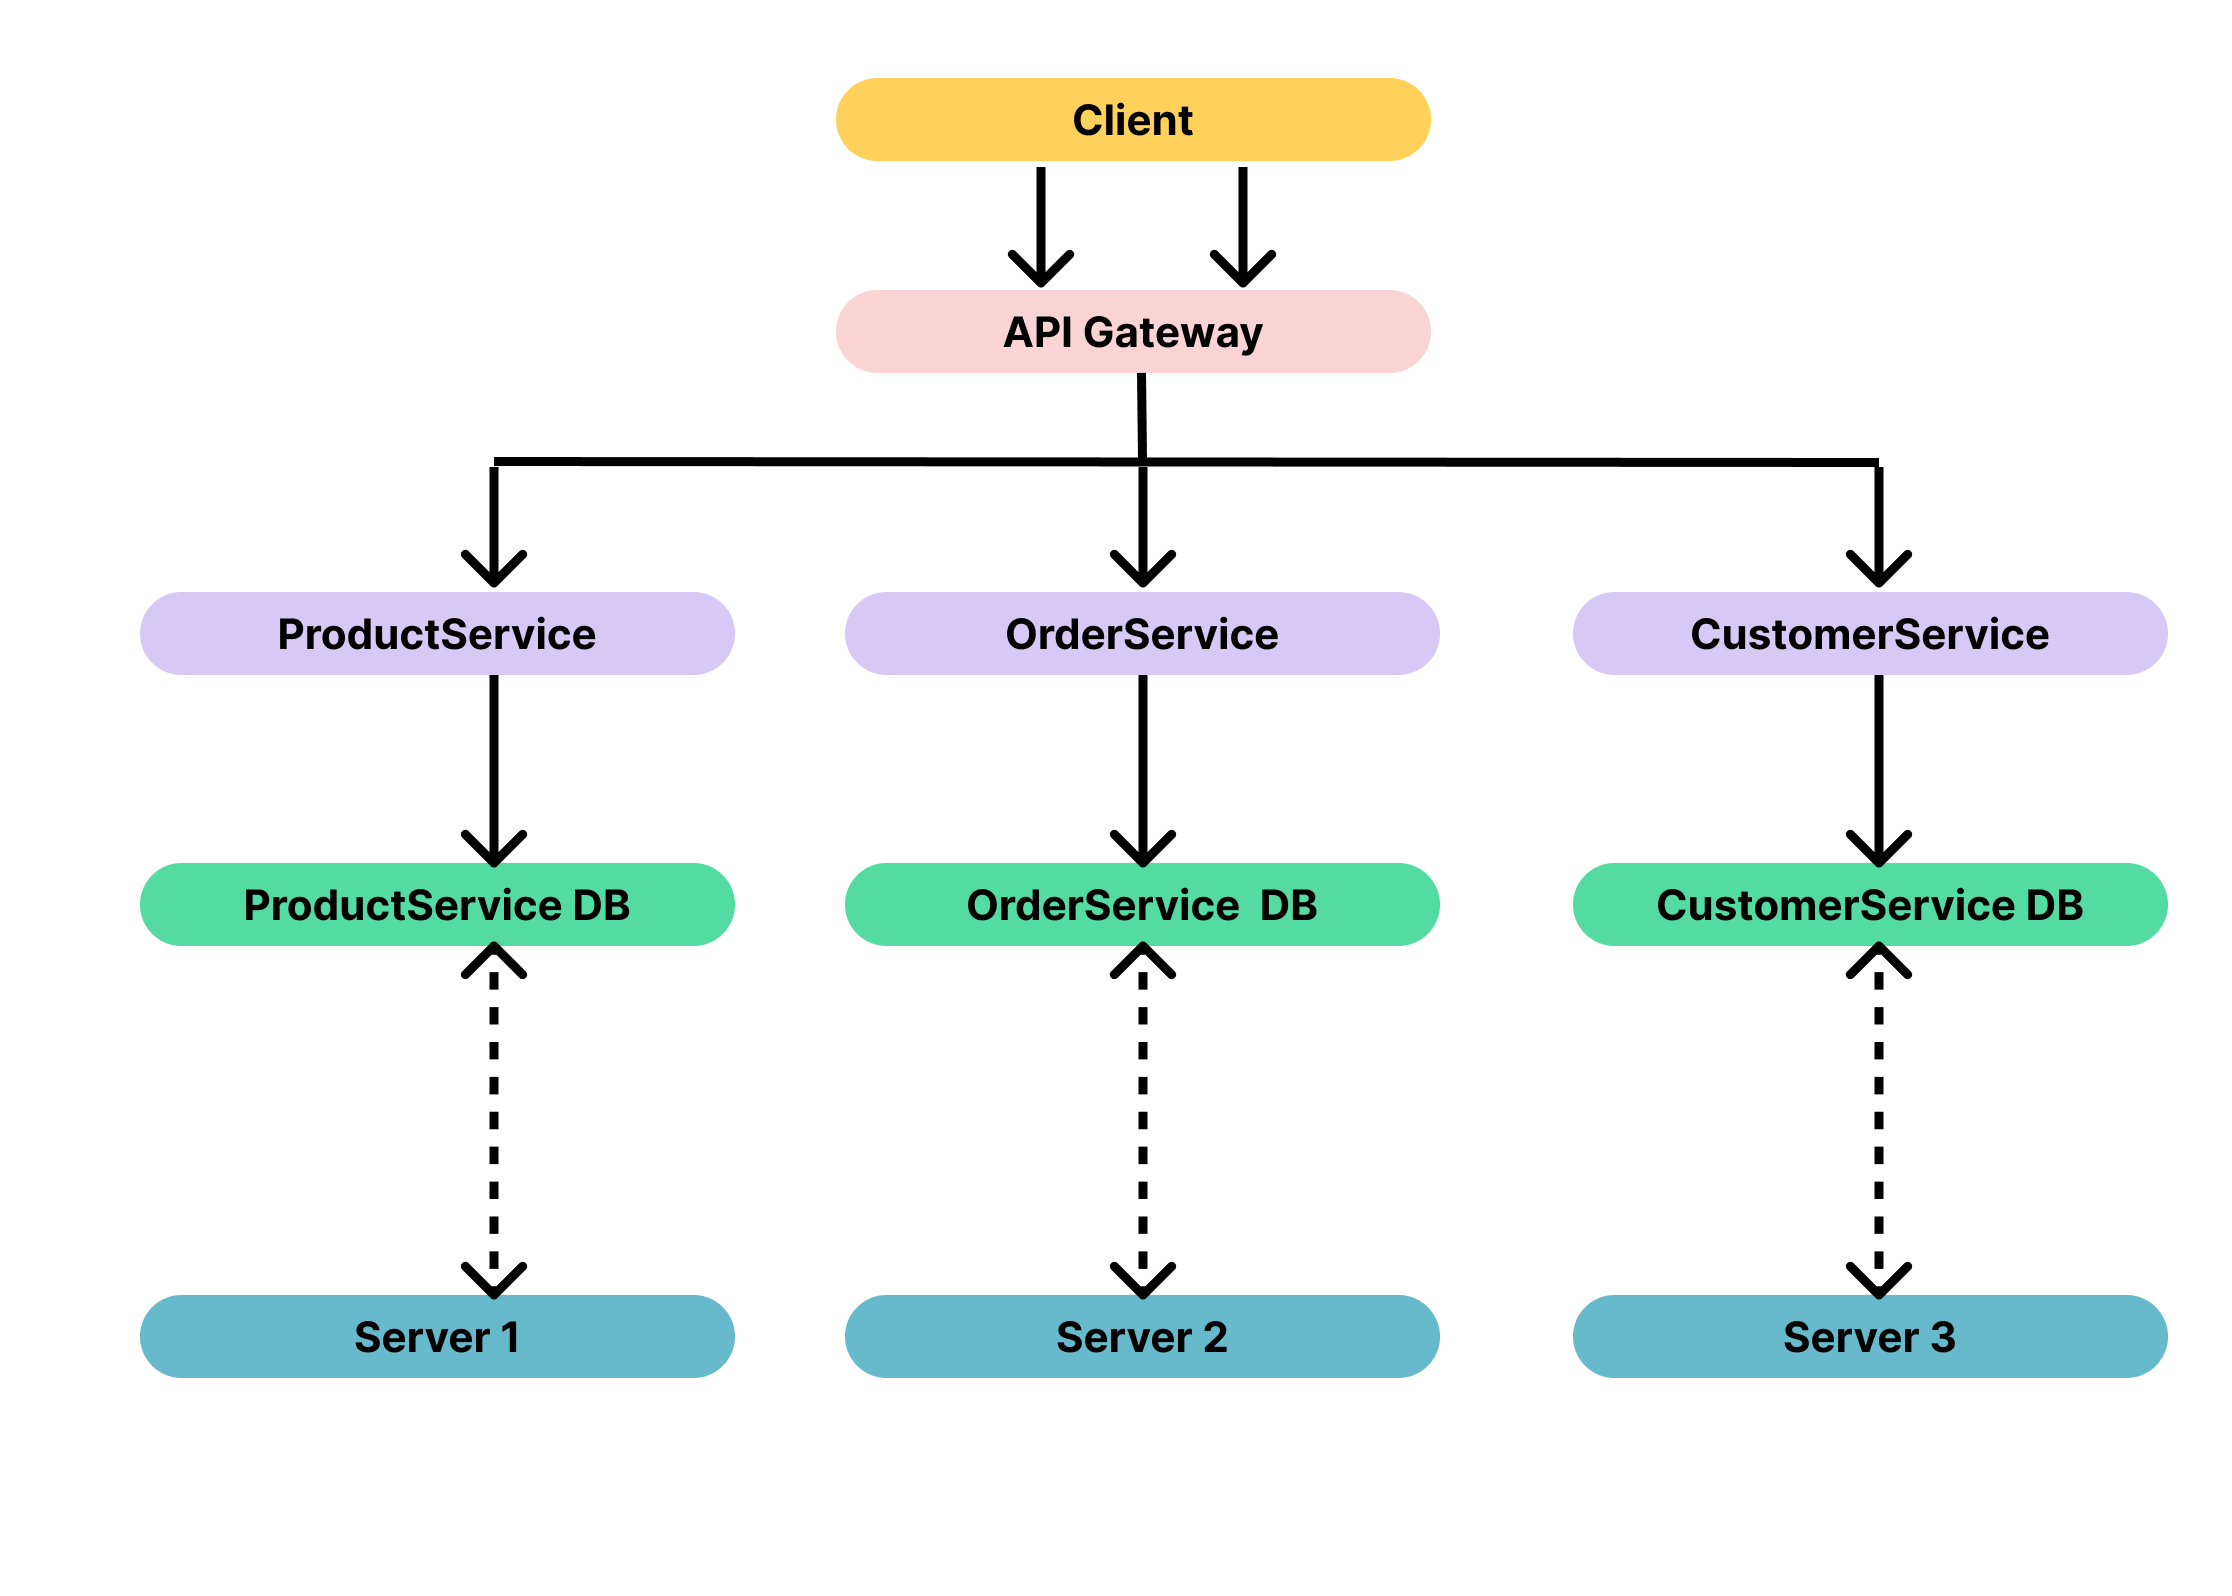 Client
API Gateway
ProductService
OrderService
CustomerService
ProductService DB
OrderService  DB
CustomerService DB
Server 1
Server 2
Server 3